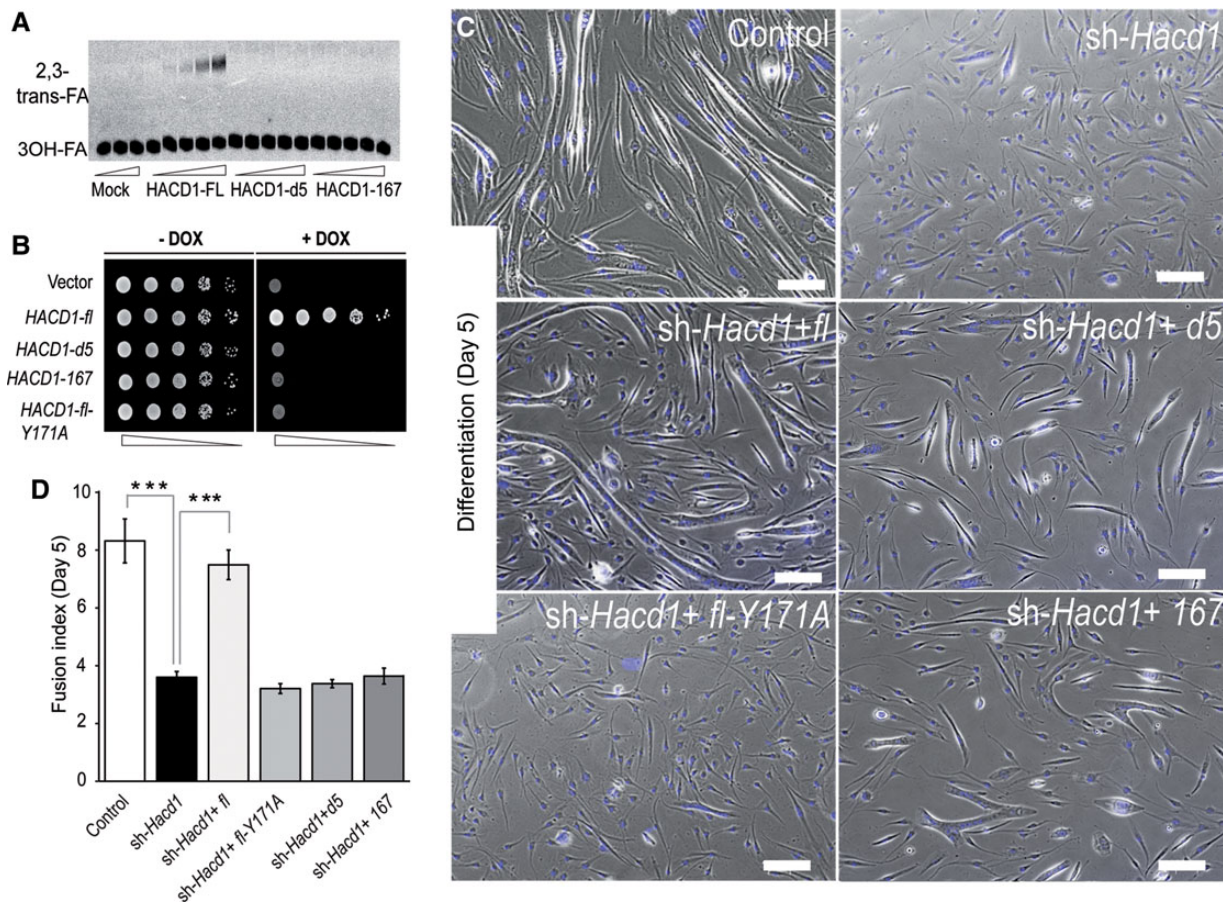 A
2,3-
trans-FA
3OH-FA
Mock HACD1-FL HACD1-d5 HACD1-167
B
- DOX + DOX
Vector
HACD1-fl
HACD1-d5
HACD1-167
HACD1-fl-
Y171A
C
Control
sh-Hacd1
Differentiation (Day 5)
sh-Hacd1+fl
sh-Hacd1+ d5
sh-Hacd1+ fl-Y171A
sh-Hacd1+ 167
D
Fusion index (Day 5)
10
8
6
4
2
0
*** ***
Control
sh-Hacd1
sh-Hacd1+ fl
sh-Hacd1+ fl-Y171A
sh-Hacd1+d5
sh-Hacd1+ 167